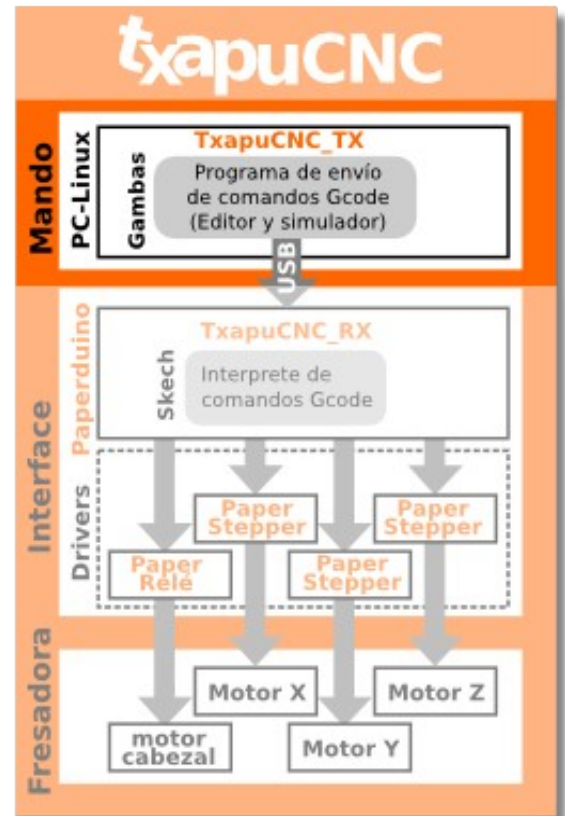 txapuCNC
Mando
PC-Linux
Gambas
TxapuCNC_TX
Programa de envío
de comandos Gcode
(Editor y simulador)
USB
Interface
Paperduino
Skech
TxapuCNC_RX
Interprete de
comandos Gcode
Drivers
Paper
Stepper
Paper
Stepper
Paper
Relé
Paper
Stepper
Fresadora
Motor X
Motor Z
motor
cabezal
Motor Y